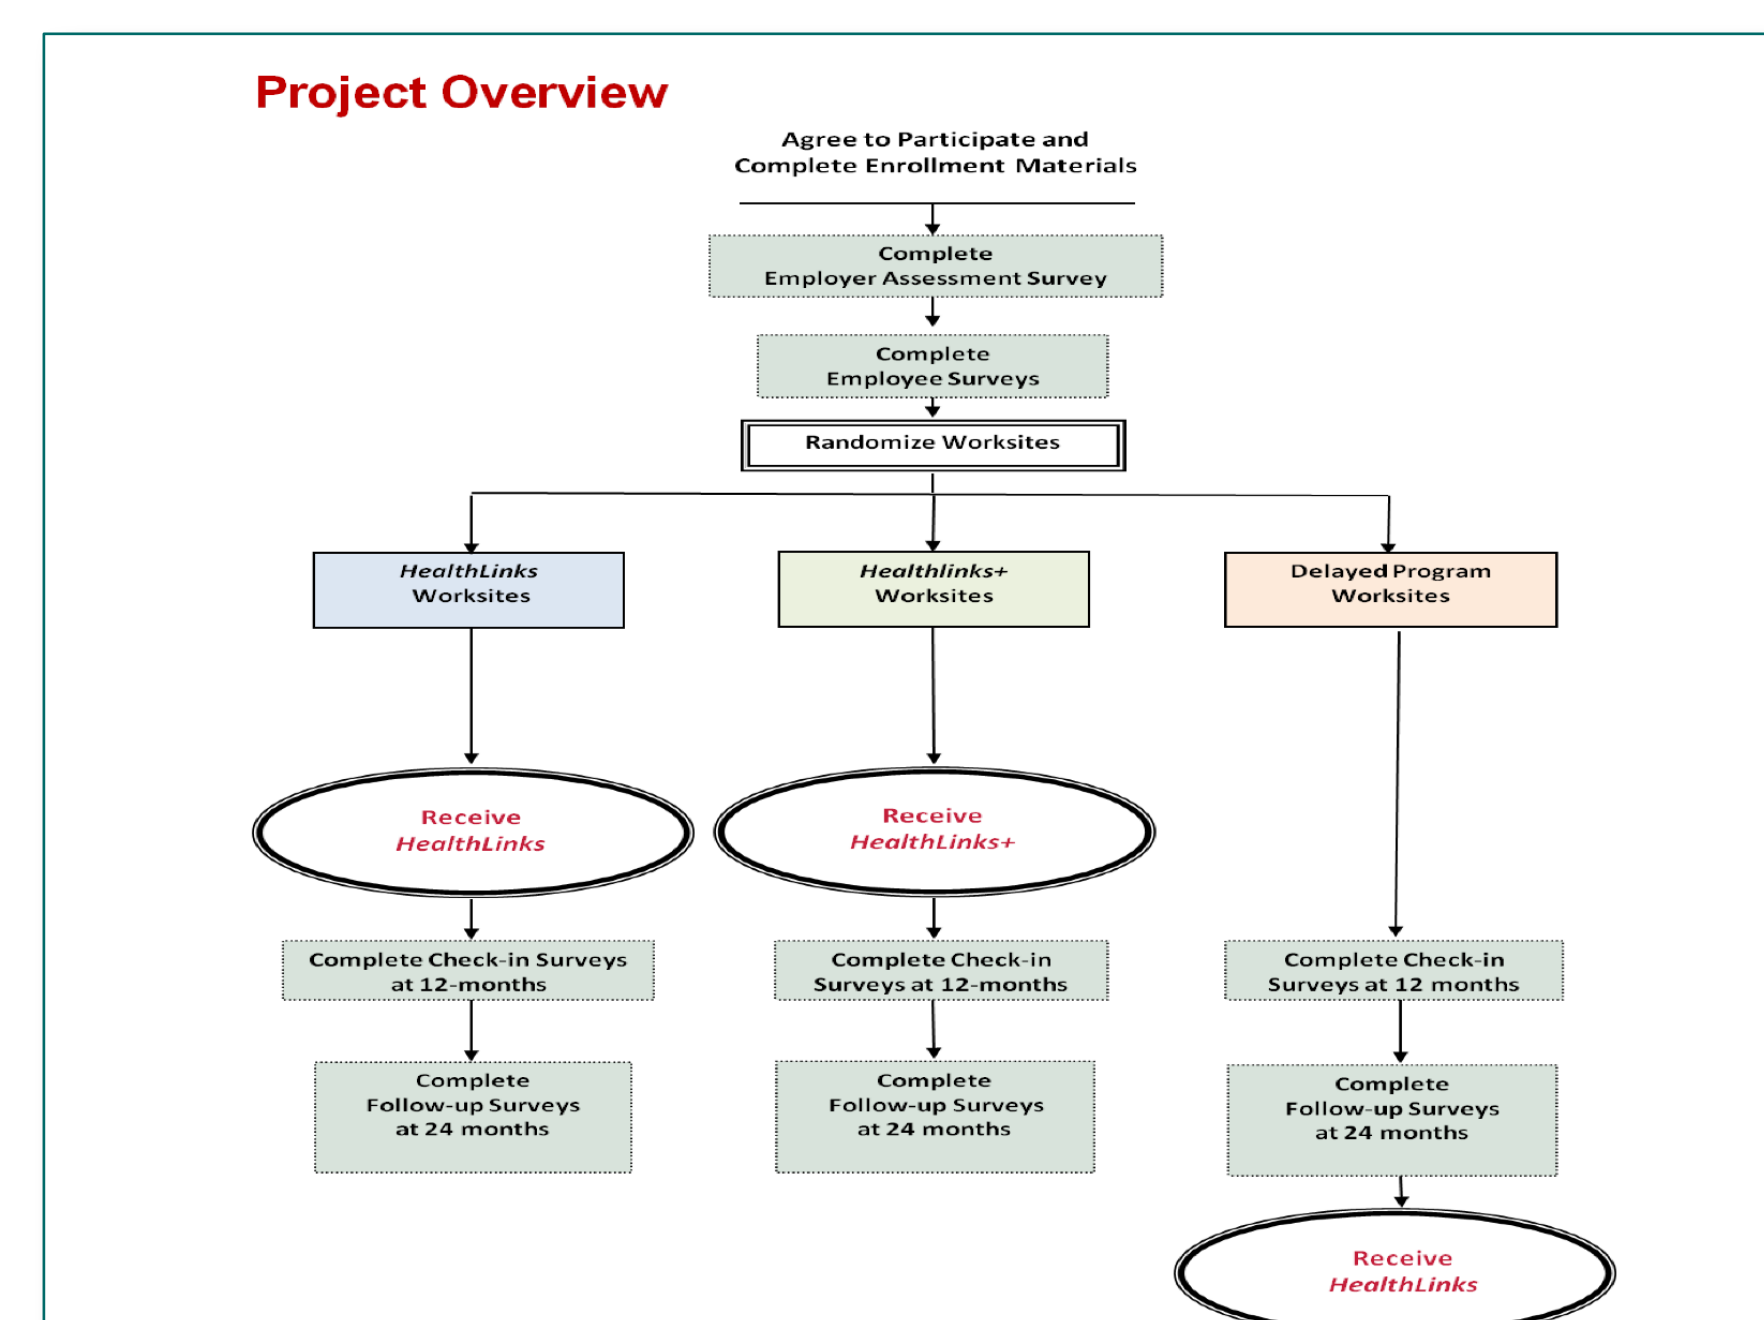 Project Overview
Agree to Participate and
Complete Enrollment Materials
Complete
Employer Assessment Survey
Complete
Employee Surveys
Randomize Worksites
HealthLinks
Worksites
Healthlinks+
Worksites
Delayed Program
Worksites
Receive
HealthLinks
Receive
HealthLinks+
Complete Check-in Surveys
at 12-months
Complete Check-in
Surveys at 12-months
Complete Check-in
Surveys at 12 months
Complete
Follow-up Surveys
at 24 months
Complete
Follow-up Surveys
at 24 months
Complete
Follow-up Surveys
at 24 months
Receive
HealthLinks